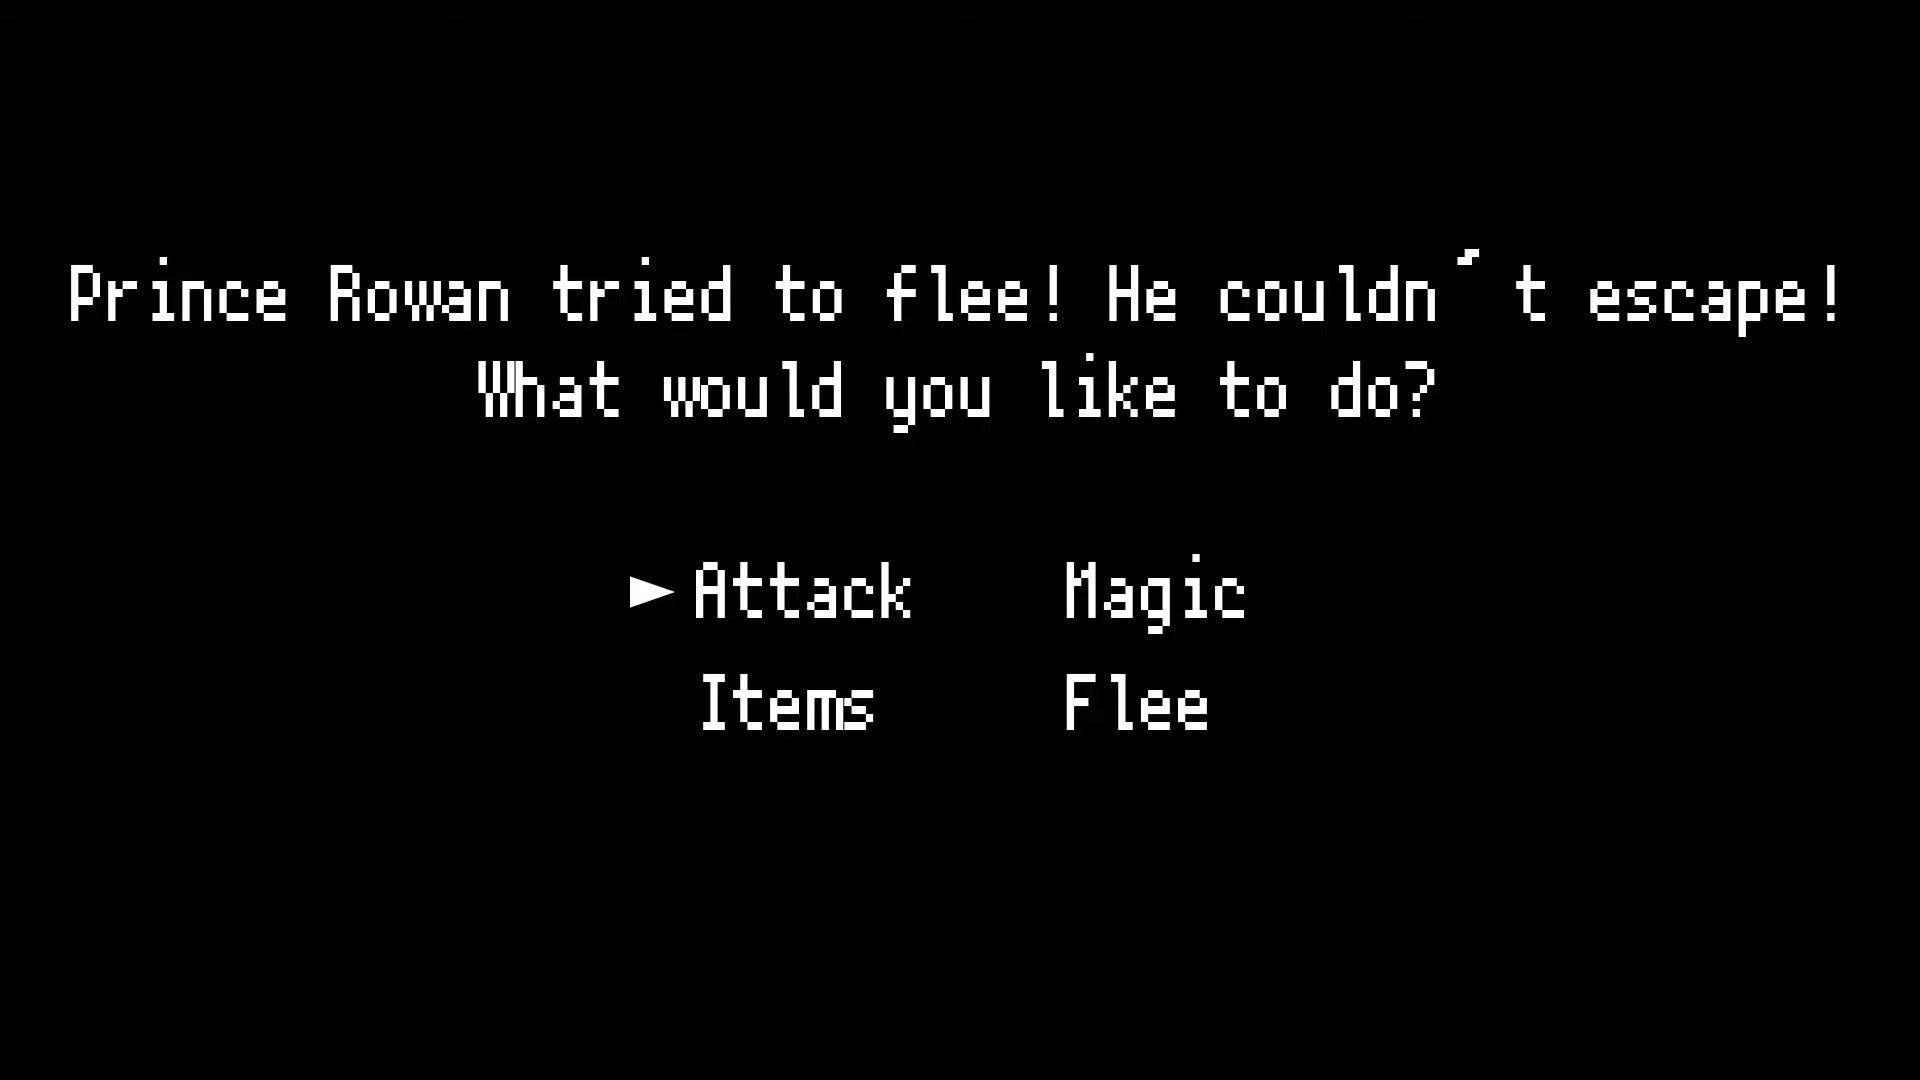 Prince Rowan tried to flee! He couldn´t escape!
What would you like to do?
►Attack Magic
Items Flee